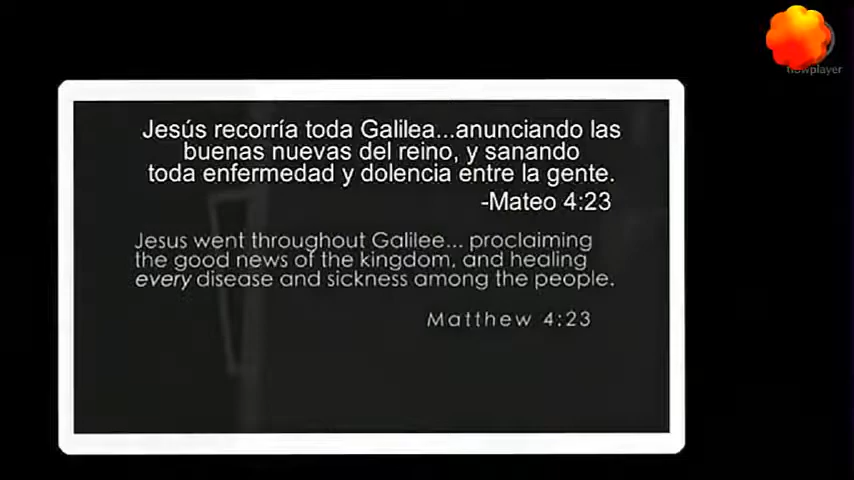 nowplayer
Jesús recorría toda Galilea...anunciando las
buenas nuevas del reino, y sanando
toda enfermedad y dolencia entre la gente.
-Mateo 4:23
Jesus went throughout Galilee... proclaiming
the good news of the kingdom, and healing
every disease and sickness among the people.
Matthew 4:23